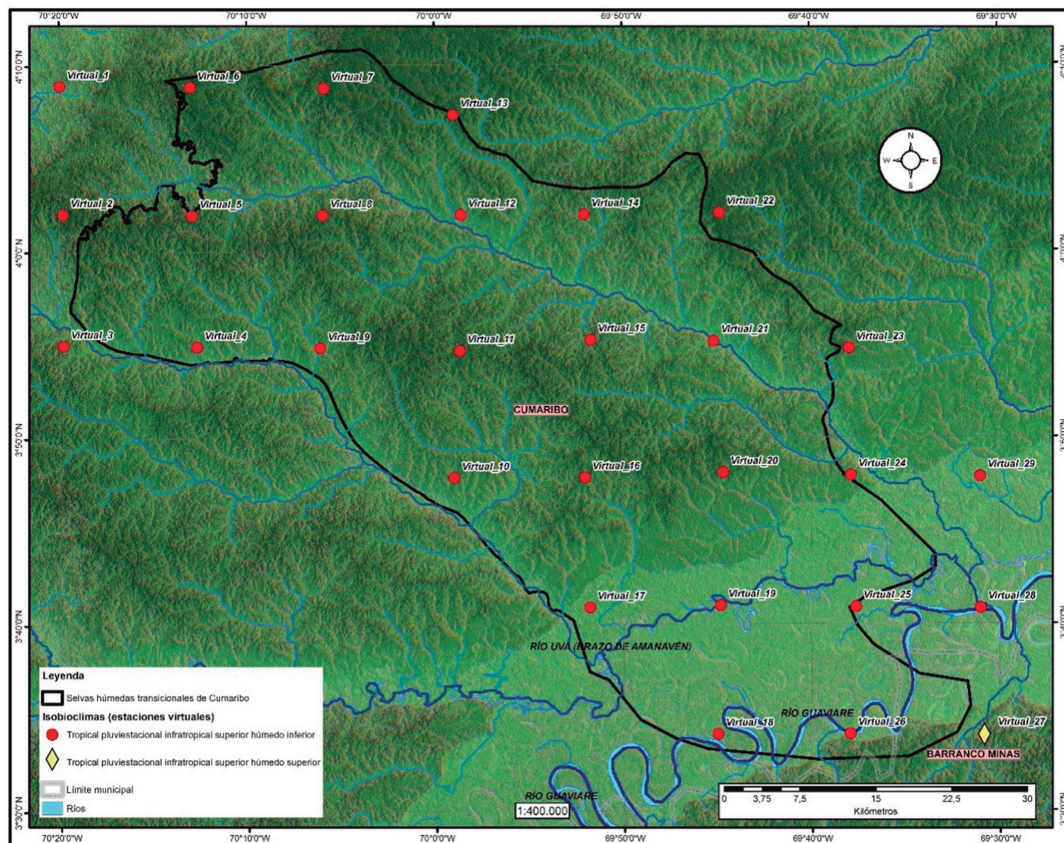 70°20'0"W 70°10'0"W 70°0'0"W 69°50'0"W 69°40'0"W 69°30'0"W
4°10'0"N
4°0'0"N
3°50'0"N
3°40'0"N
3°30'0"N
Virtual_1
Virtual_6
Virtual_7
Virtual_13
N
W E
S
Virtual_2
Virtual_5
Virtual_8
Virtual_12
Virtual_14
Virtual_22
Virtual_3
Virtual_4
Virtual_9
Virtual_11
Virtual_15
Virtual_21
Virtual_23
CUMARIBO
Virtual_10
Virtual_16
Virtual_20
Virtual_24
Virtual_29
Virtual_17
Virtual_19
Virtual_25
Virtual_28
RÍO UVA (BRAZO DE AMANAVÉN)
Virtual_18
RÍO GUAVIARE
Virtual_26
Virtual_27
BARRANCO MINAS
RÍO GUAVIARE
1:400.000
Leyenda
Selvas húmedas transicionales de Cumaribo
Isobioclimas (estaciones virtuales)
Tropical pluviestacional infratropical superior húmedo inferior
Tropical pluviestacional infratropical superior húmedo superior
Límite municipal
Ríos
0 3,75 7,5 15 22,5 30
Kilómetros
70°20'0"W 70°10'0"W 70°0'0"W 69°50'0"W 69°40'0"W 69°30'0"W